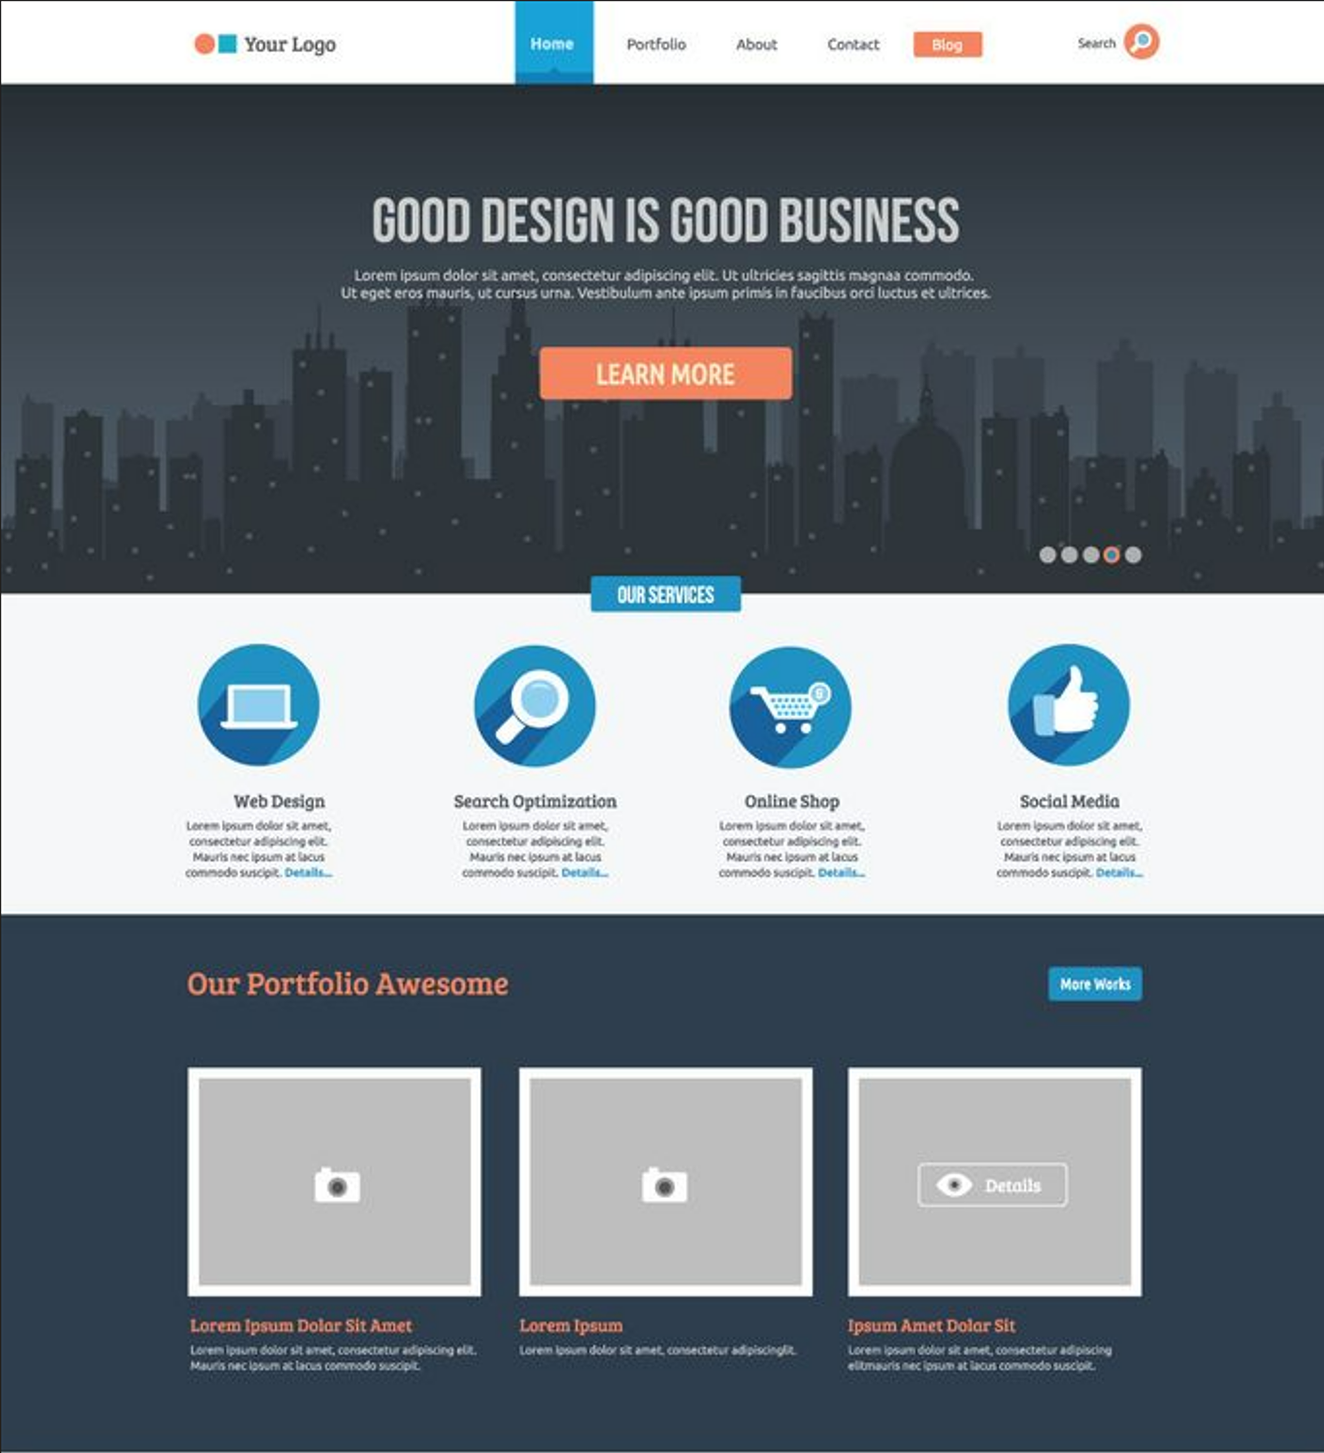 Your Logo
Home
Portfolio
About
Contact
Blog
Search
GOOD DESIGN IS GOOD BUSINESS
Lorem ipsum dolor sit amet, consectetur adipiscing elit. Ut ultricies sagittis magnaa commodo.
Ut eget eros mauris, ut cursus urna. Vestibulum ante ipsum primis in faucibus orci luctus et ultrices.
LEARN MORE
OUR SERVICES
Web Design
Lorem ipsum dolor sit amet,
consectetur adipiscing elit.
Mauris nec ipsum at lacus
commodo suscipit. Details...
Search Optimization
Lorem ipsum dolor sit amet,
consectetur adipiscing elit.
Mauris nec ipsum at lacus
commodo suscipit. Details...
Online Shop
Lorem ipsum dolor sit amet,
consectetur adipiscing elit.
Mauris nec ipsum at lacus
commodo suscipit. Details...
Social Media
Lorem ipsum dolor sit amet,
consectetur adipiscing elit.
Mauris nec ipsum at lacus
commodo suscipit. Details...
Our Portfolio Awesome
More Works
Details
Lorem Ipsum Dolar Sit Amet
Lorem ipsum dolor sit amet, consectetur adipiscing elit.
Mauris nec ipsum at lacus commodo suscipit.
Lorem Ipsum
Lorem ipsum dolor sit amet, consectetur adipiscinglit.
Ipsum Amet Dolar Sit
Lorem ipsum dolor sit amet, consectetur adipiscing
elitmauris nec ipsum at lacus commodo suscipit.